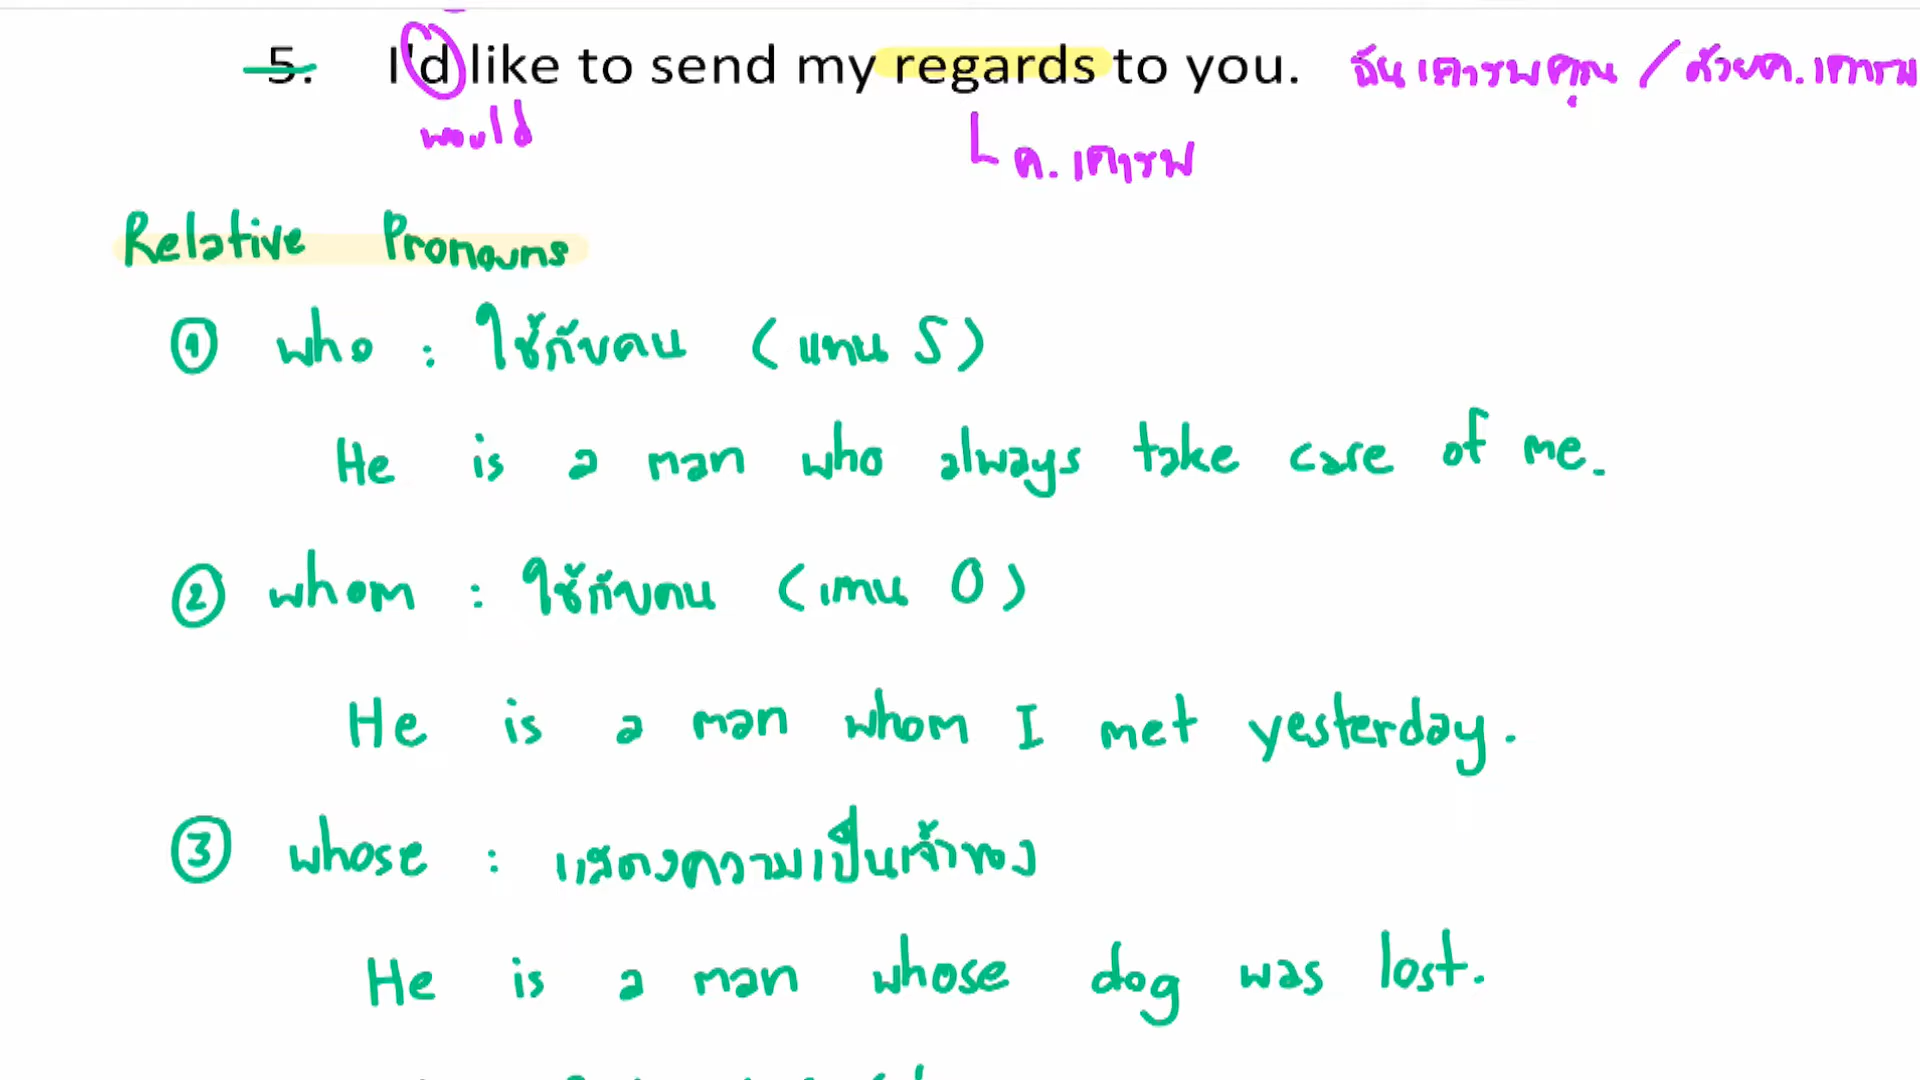 5. I'd like to send my regards to you. ฉันเคารพคุณ / ด้วยค.เคารพ
would
ค.เคารพ
Relative Pronouns
① who : ใช้กับคน (แทน S)
He is a man who always take care of me.
② whom : ใช้กับคน (แทน O)
He is a man whom I met yesterday.
③ whose : แสดงความเป็นเจ้าของ
He is a man whose dog was lost.